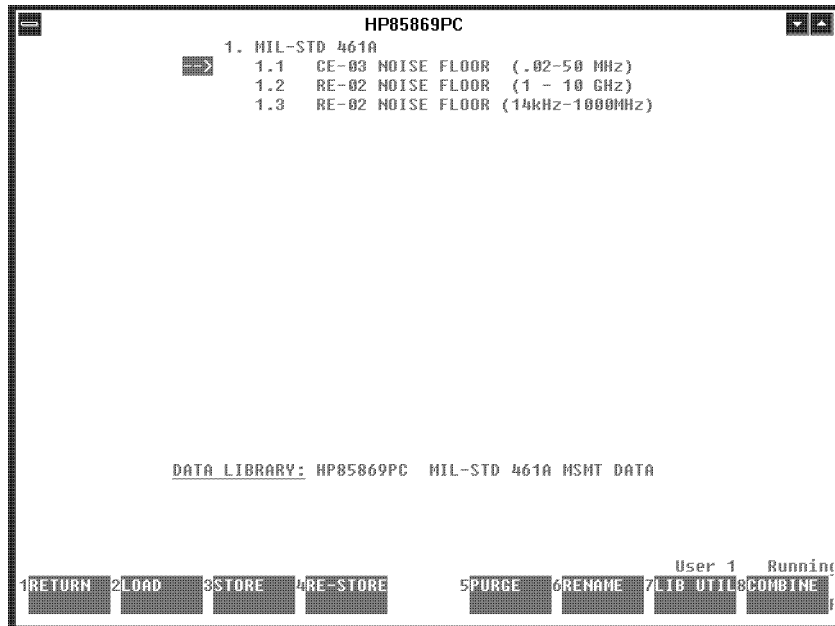 HP85869PC
1. MIL-STD 461A
--> 1.1 CE-03 NOISE FLOOR (.02-50 MHz)
1.2 RE-02 NOISE FLOOR (1 - 10 GHz)
1.3 RE-02 NOISE FLOOR (14kHz-1000MHz)
DATA LIBRARY: HP85869PC MIL-STD 461A MSMT DATA
User 1 Running
1RETURN 2LOAD 3STORE 4RE-STORE 5PURGE 6RENAME 7LIB UTIL 8COMBINE